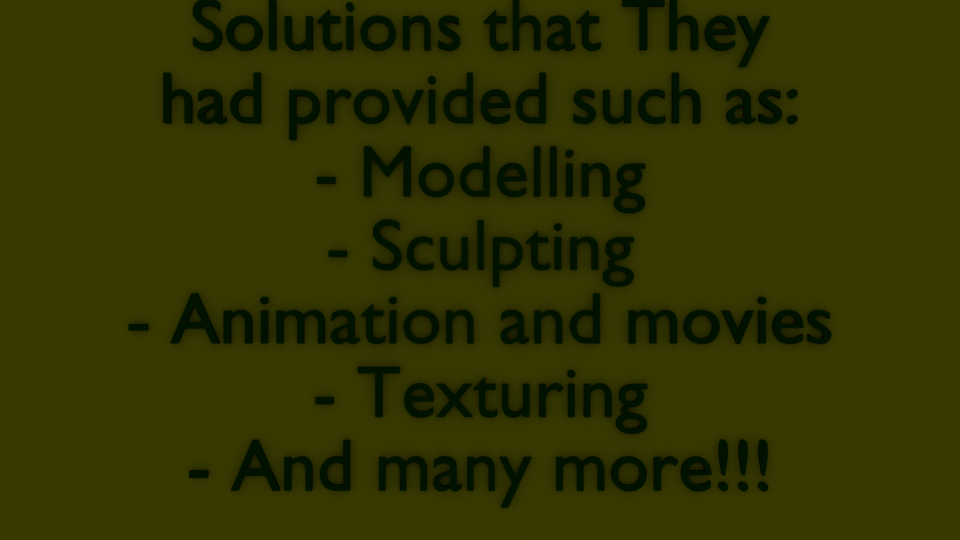 Solutions that They
had provided such as:
- Modelling
- Sculpting
- Animation and movies
- Texturing
- And many more!!!